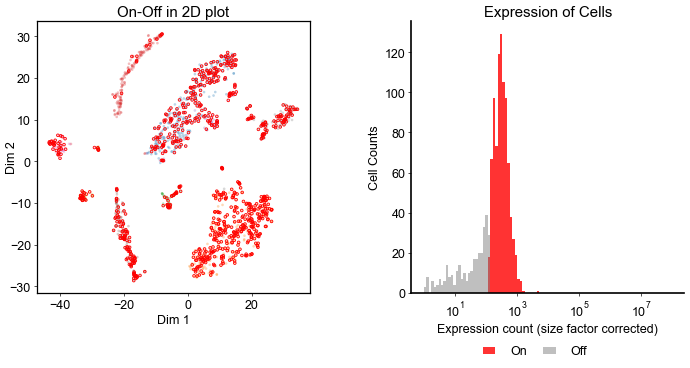 On-Off in 2D plot
30
20
10
0
−10
−20
−30
Dim 2
−40
−20
0
20
Dim 1
Expression of Cells
120
100
80
60
40
20
0
Cell Counts
10^1
10^3
10^5
10^7
Expression count (size factor corrected)
On
Off